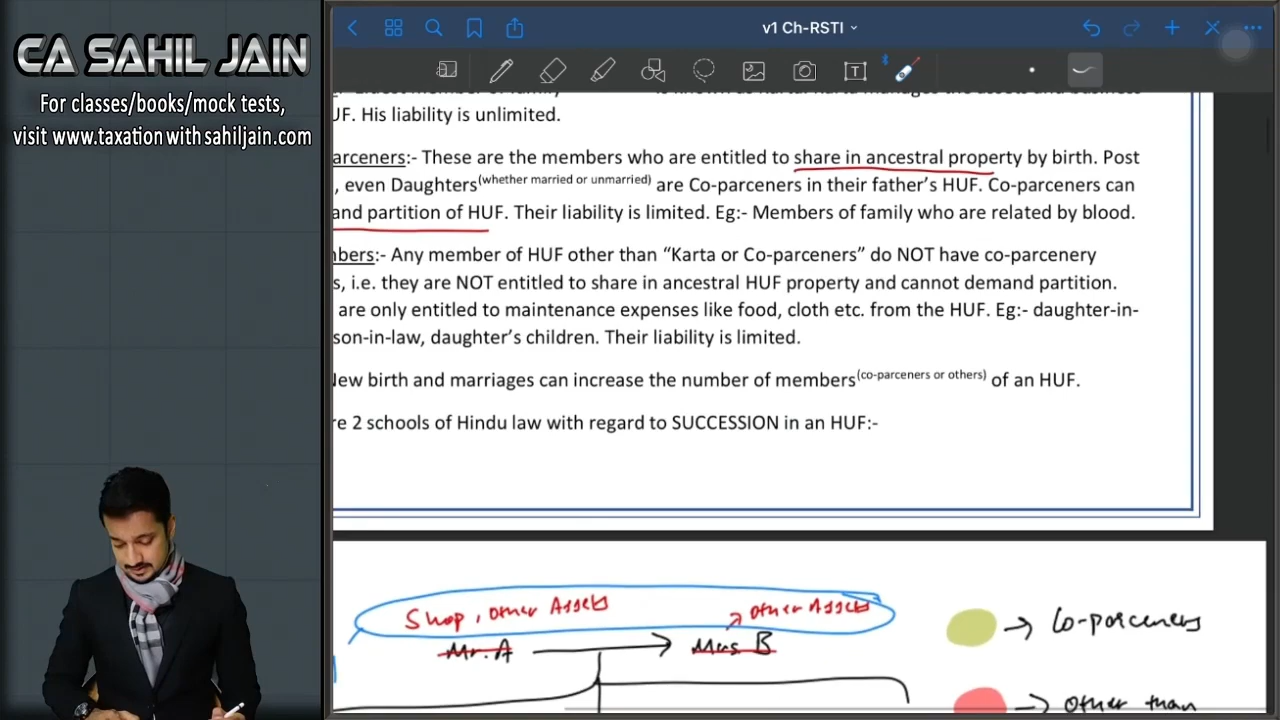 CA SAHIL JAIN
For classes/books/mock tests,
visit www.taxationwithsahiljain.com
v1 Ch-RSTI
T
JF. His liability is unlimited.
arceners:- These are the members who are entitled to share in ancestral property by birth. Post
, even Daughters(whether married or unmarried) are Co-parceners in their father's HUF. Co-parceners can
and partition of HUF. Their liability is limited. Eg:- Members of family who are related by blood.
nbers:- Any member of HUF other than “Karta or Co-parceners” do NOT have co-parcenery
s, i.e. they are NOT entitled to share in ancestral HUF property and cannot demand partition.
are only entitled to maintenance expenses like food, cloth etc. from the HUF. Eg:- daughter-in-
son-in-law, daughter's children. Their liability is limited.
New birth and marriages can increase the number of members(co-parceners or others) of an HUF.
re 2 schools of Hindu law with regard to SUCCESSION in an HUF:-
Shop, other Assets
other Assets
Mr. A
Mrs B
Co-parceners
other than